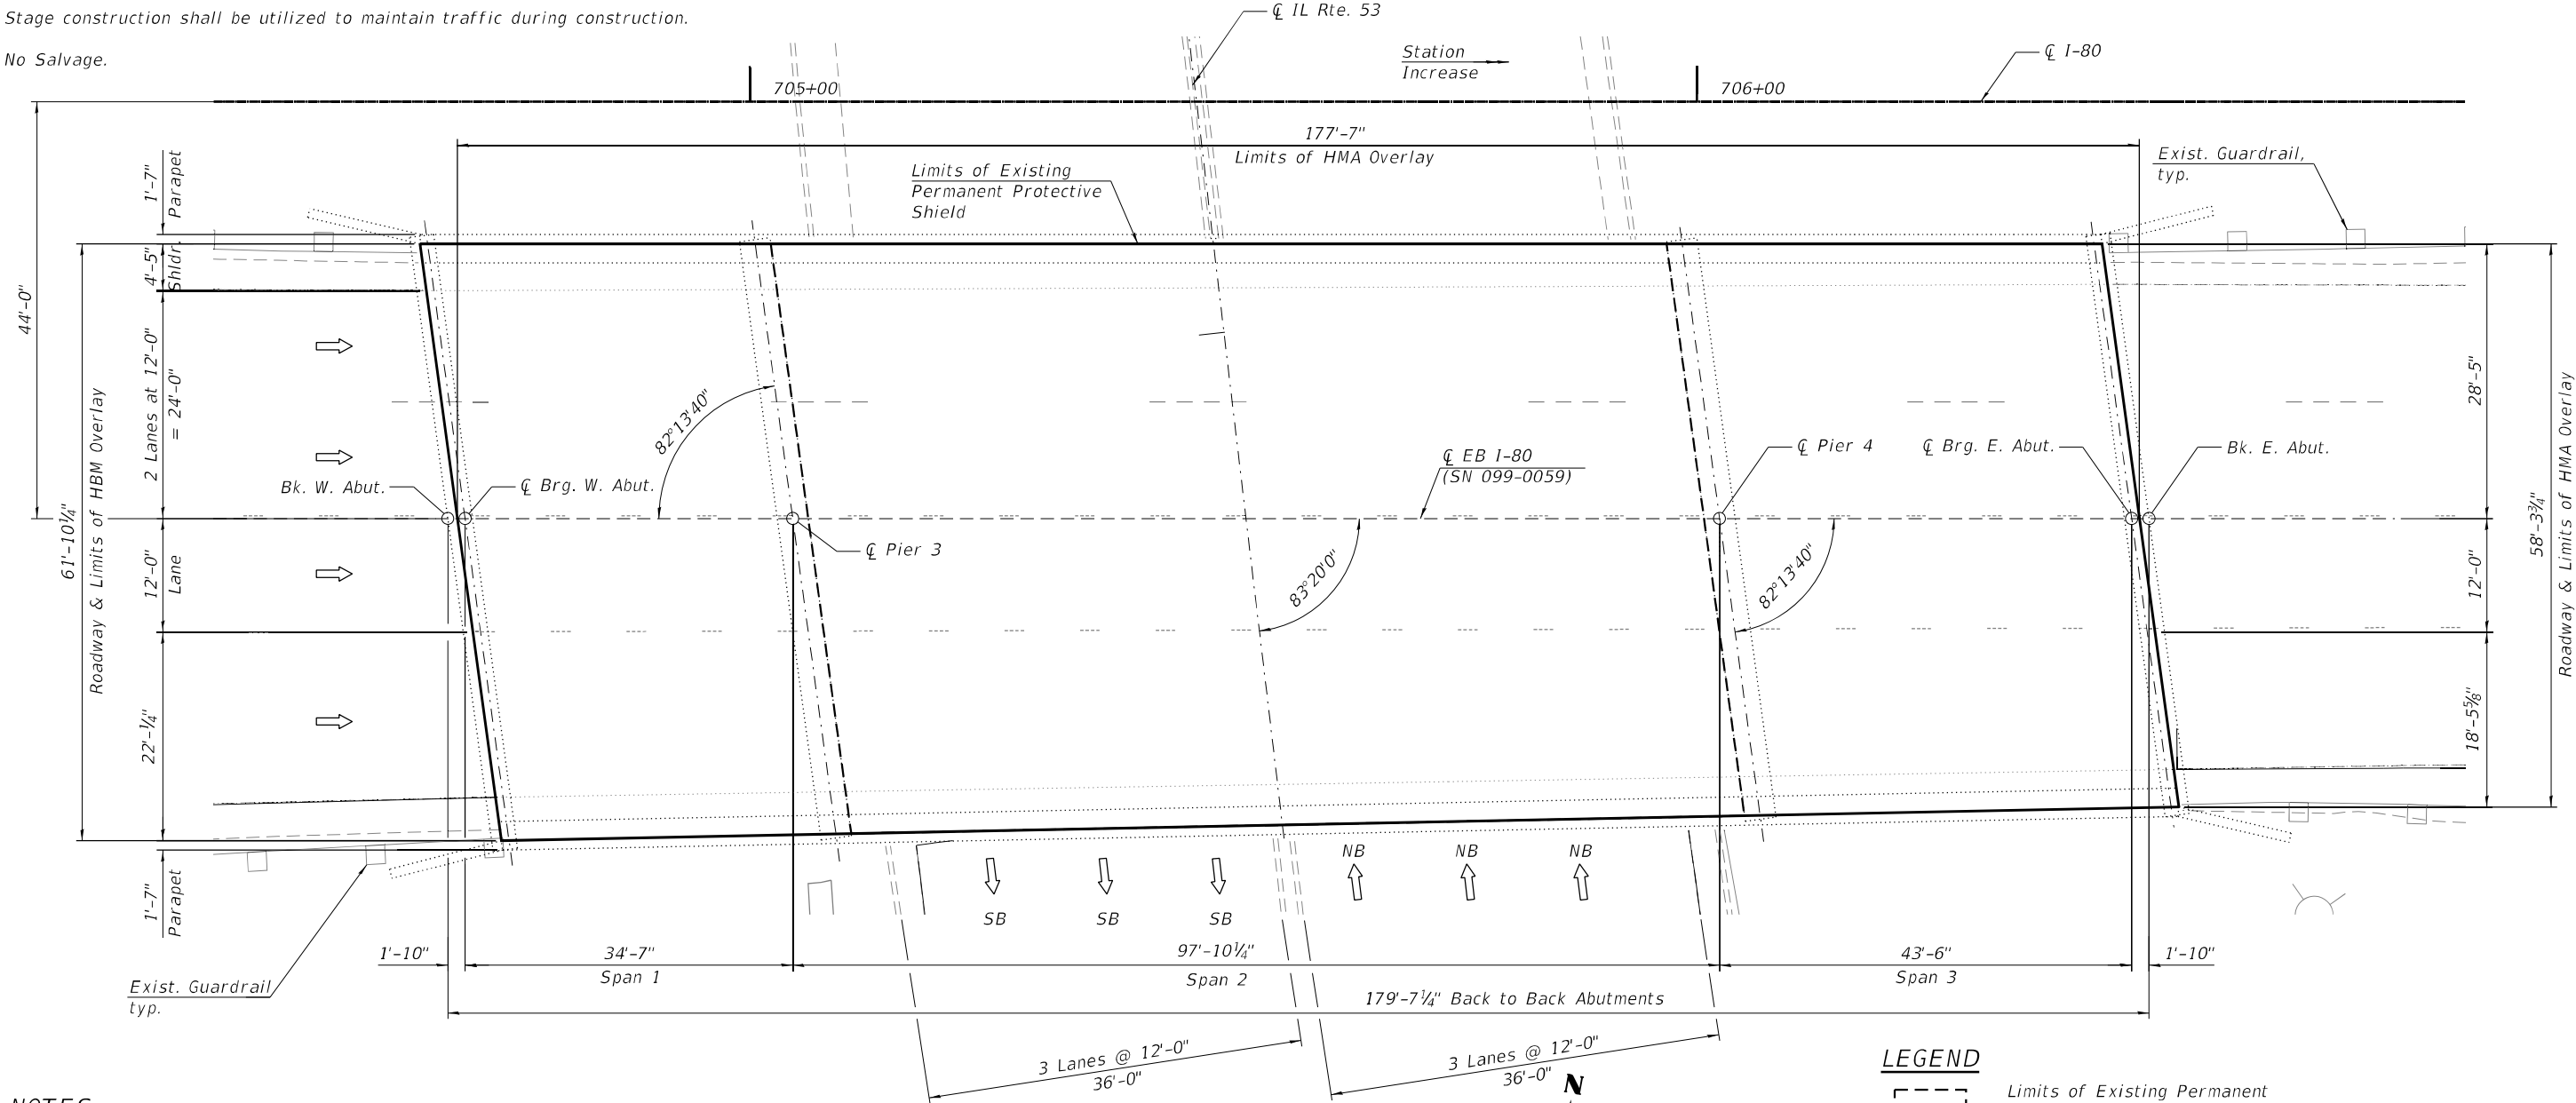 Stage construction shall be utilized to maintain traffic during construction.
No Salvage.
℄ IL Rte. 53
Station
Increase
℄ I-80
705+00
706+00
177'-7"
Limits of HMA Overlay
Limits of Existing
Permanent Protective
Shield
Exist. Guardrail,
typ.
1'-7"
Parapet
4'-5"
Shldr.
44'-0"
2 Lanes at 12'-0"
= 24'-0"
61'-10¼"
Roadway & Limits of HBM Overlay
12'-0"
Lane
22'-¼"
1'-7"
Parapet
82°13'40"
Bk. W. Abut.
℄ Brg. W. Abut.
℄ Pier 3
℄ EB I-80
(SN 099-0059)
83°20'0"
82°13'40"
℄ Pier 4
℄ Brg. E. Abut.
Bk. E. Abut.
28'-5"
12'-0"
18'-5⅝"
58'-3¾"
Roadway & Limits of HMA Overlay
SB
SB
SB
NB
NB
NB
1'-10"
34'-7"
Span 1
97'-10¼"
Span 2
43'-6"
Span 3
1'-10"
Exist. Guardrail
typ.
179'-7¼" Back to Back Abutments
3 Lanes @ 12'-0"
36'-0"
3 Lanes @ 12'-0"
36'-0"
N
LEGEND
Limits of Existing Permanent
NOTES